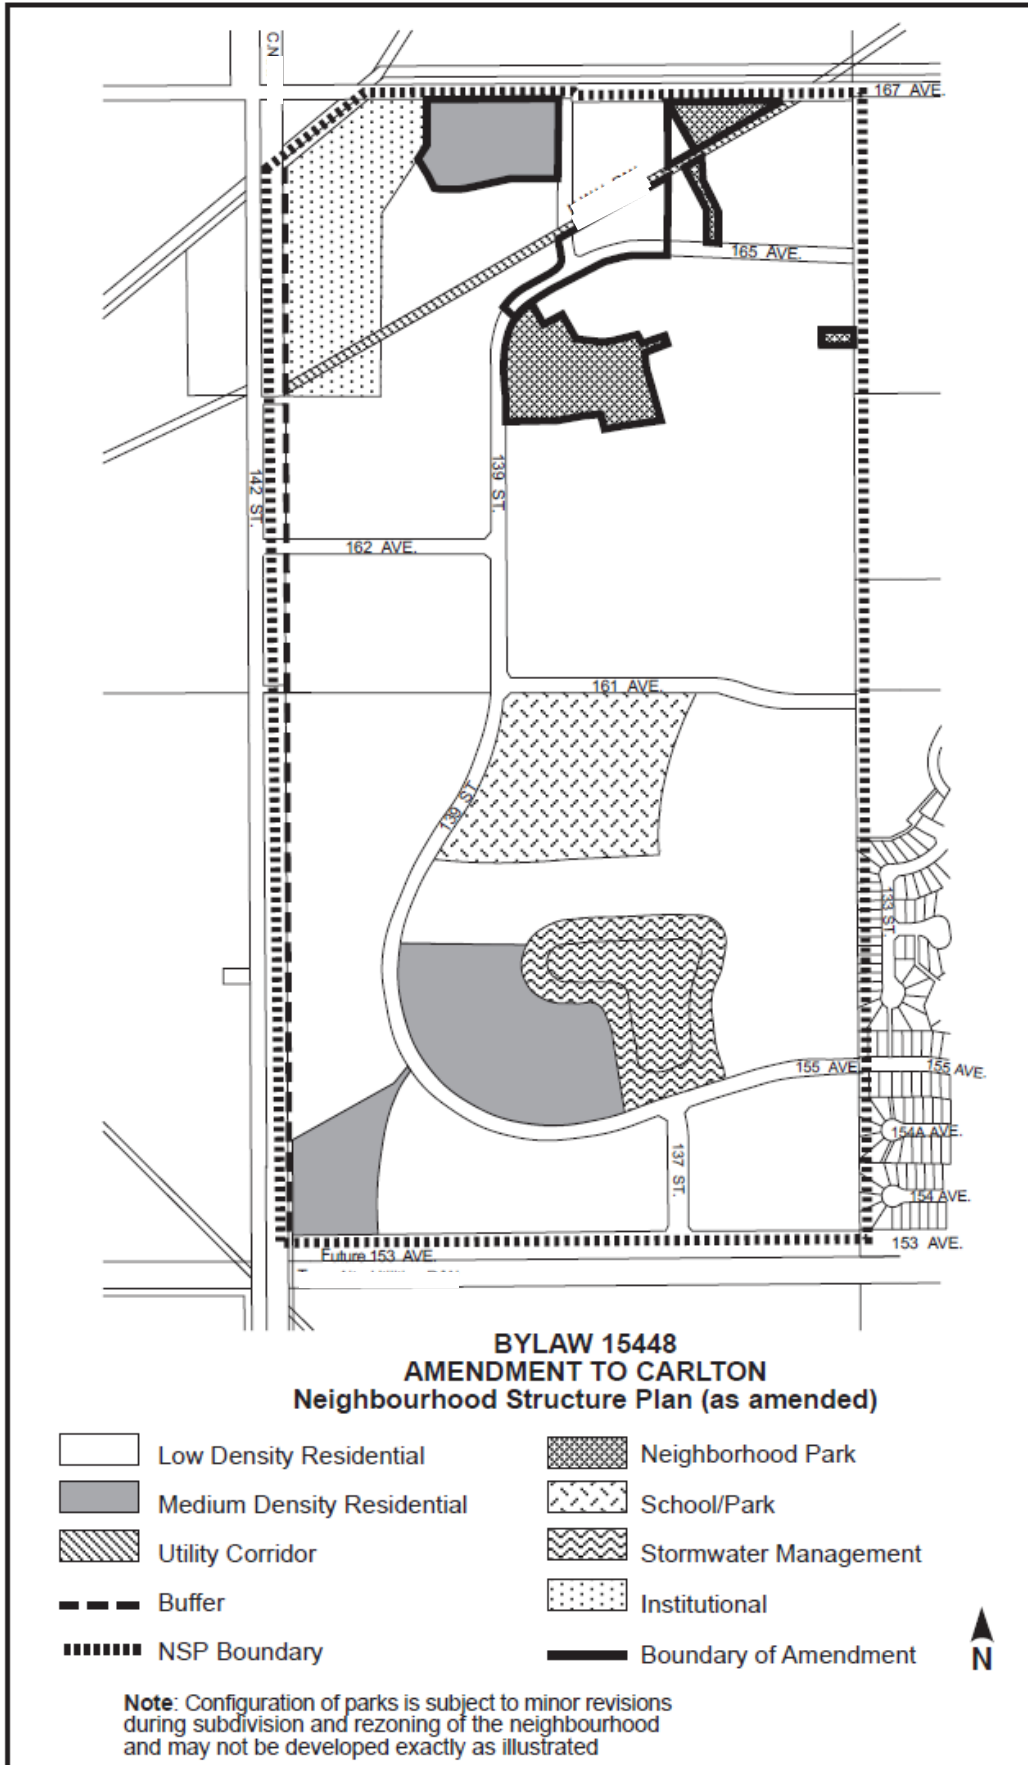 C.N
167 AVE.
165 AVE.
139 ST.
142 ST.
162 AVE.
161 AVE.
139 ST
133 ST.
155 AVE
155 AVE.
154A AVE.
137 ST.
154 AVE.
153 AVE.
Future 153 AVE.
BYLAW 15448
AMENDMENT TO CARLTON
Neighbourhood Structure Plan (as amended)
Low Density Residential
Medium Density Residential
Utility Corridor
Buffer
NSP Boundary
Neighborhood Park
School/Park
Stormwater Management
Institutional
Boundary of Amendment
N
Note: Configuration of parks is subject to minor revisions
during subdivision and rezoning of the neighbourhood
and may not be developed exactly as illustrated